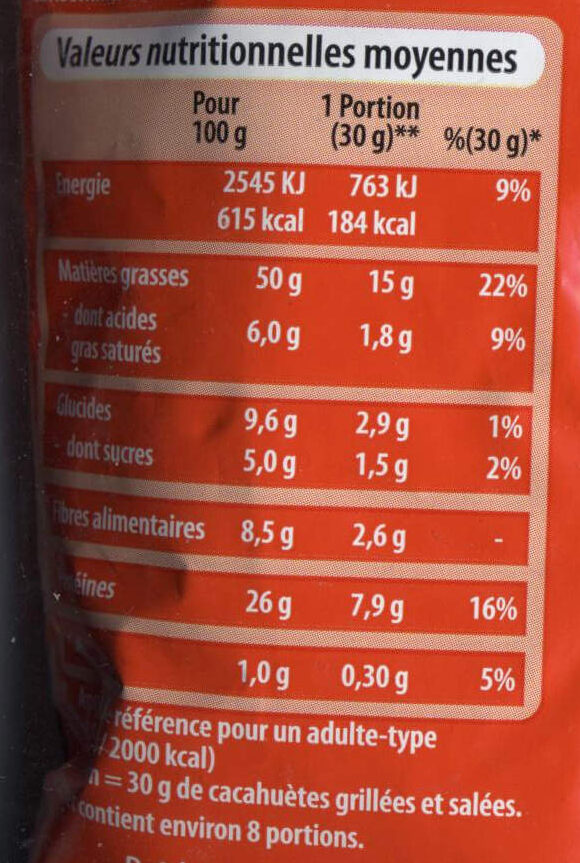 Valeurs nutritionnelles moyennes
Pour 1 Portion
100 g (30 g)** %(30 g)*
Energie 2545 KJ 763 kJ 9%
615 kcal 184 kcal
Matières grasses 50 g 15 g 22%
- dont acides
gras saturés 6,0 g 1,8 g 9%
Glucides 9,6 g 2,9 g 1%
- dont sucres 5,0 g 1,5 g 2%
Fibres alimentaires 8,5 g 2,6 g -
éines 26 g 7,9 g 16%
1,0 g 0,30 g 5%
référence pour un adulte-type
2000 kcal)
= 30 g de cacahuètes grillées et salées.
contient environ 8 portions.